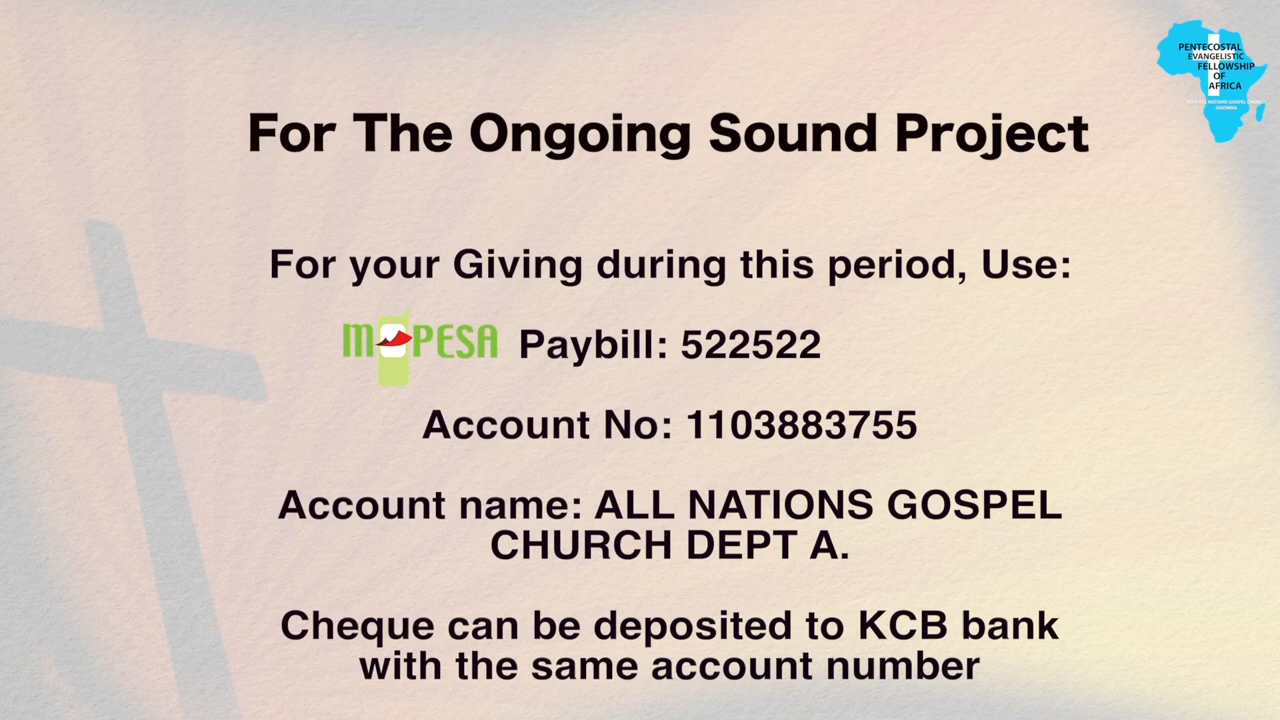 PENTECOSTAL
EVANGELISTIC
FELLOWSHIP
OF
AFRICA
For The Ongoing Sound Project
For your Giving during this period, Use:
M PESA Paybill: 522522
Account No: 1103883755
Account name: ALL NATIONS GOSPEL
CHURCH DEPT A.
Cheque can be deposited to KCB bank
with the same account number